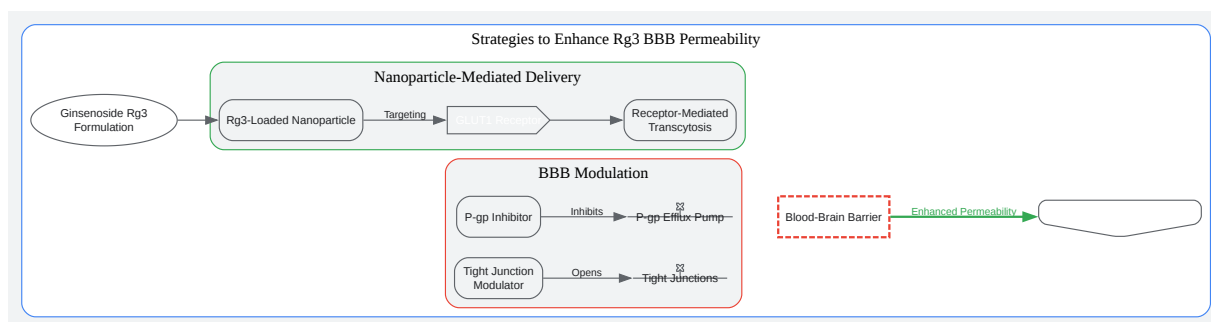 Strategies to Enhance Rg3 BBB Permeability
Nanoparticle-Mediated Delivery
Ginsenoside Rg3
Formulation
Rg3-Loaded Nanoparticle
Targeting
GLUT1 Receptor
Receptor-Mediated
Transcytosis
BBB Modulation
P-gp Inhibitor
Inhibits
P-gp Efflux Pump
Blood-Brain Barrier
Enhanced Permeability
Tight Junction
Modulator
Opens
Tight Junctions